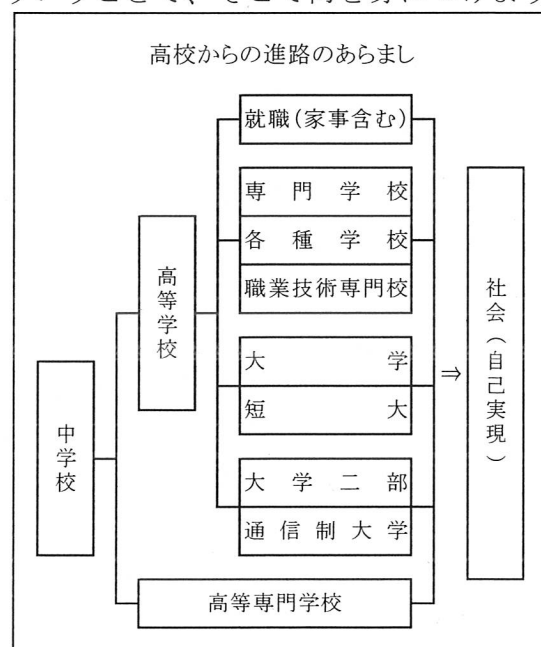 高校からの進路のあらまし
就職（家事含む）
専門学校
各種学校
職業技術専門校
高等学校
大学
短大
社会（自己実現）
⇒
中学校
大学二部
通信制大学
高等専門学校